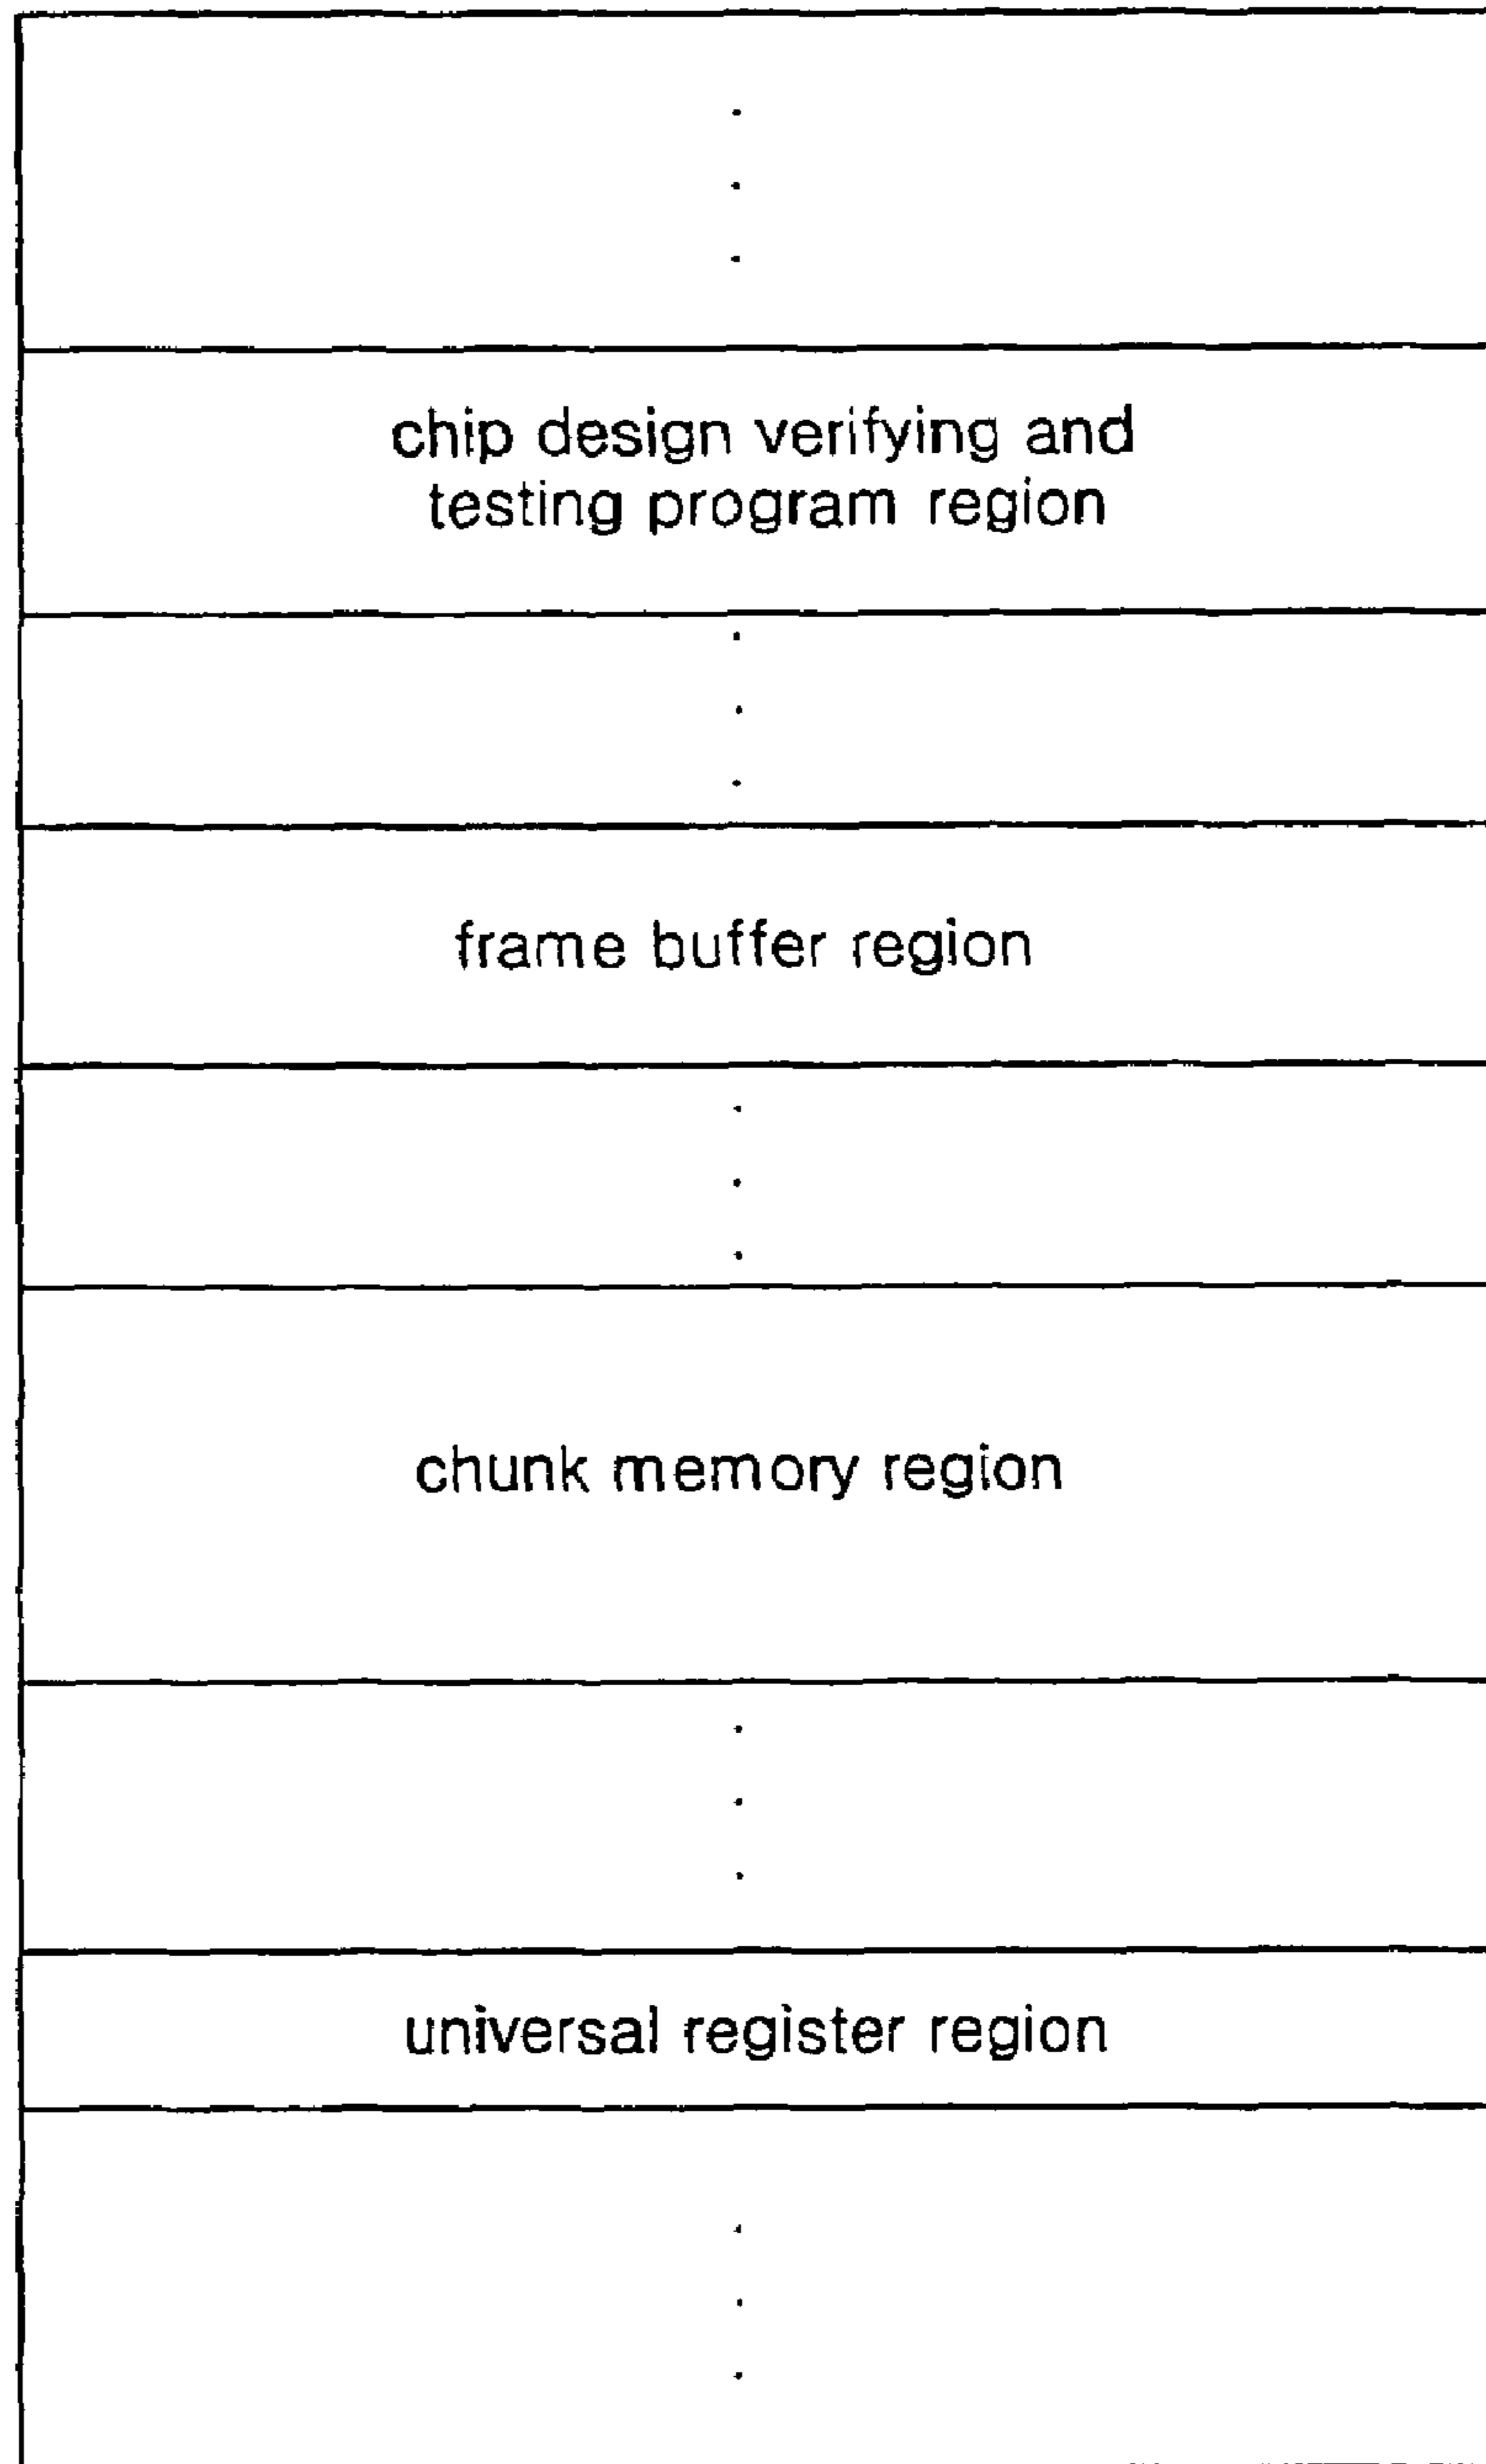 chip design verifying and
testing program region
frame buffer region
chunk memory region
universal register region